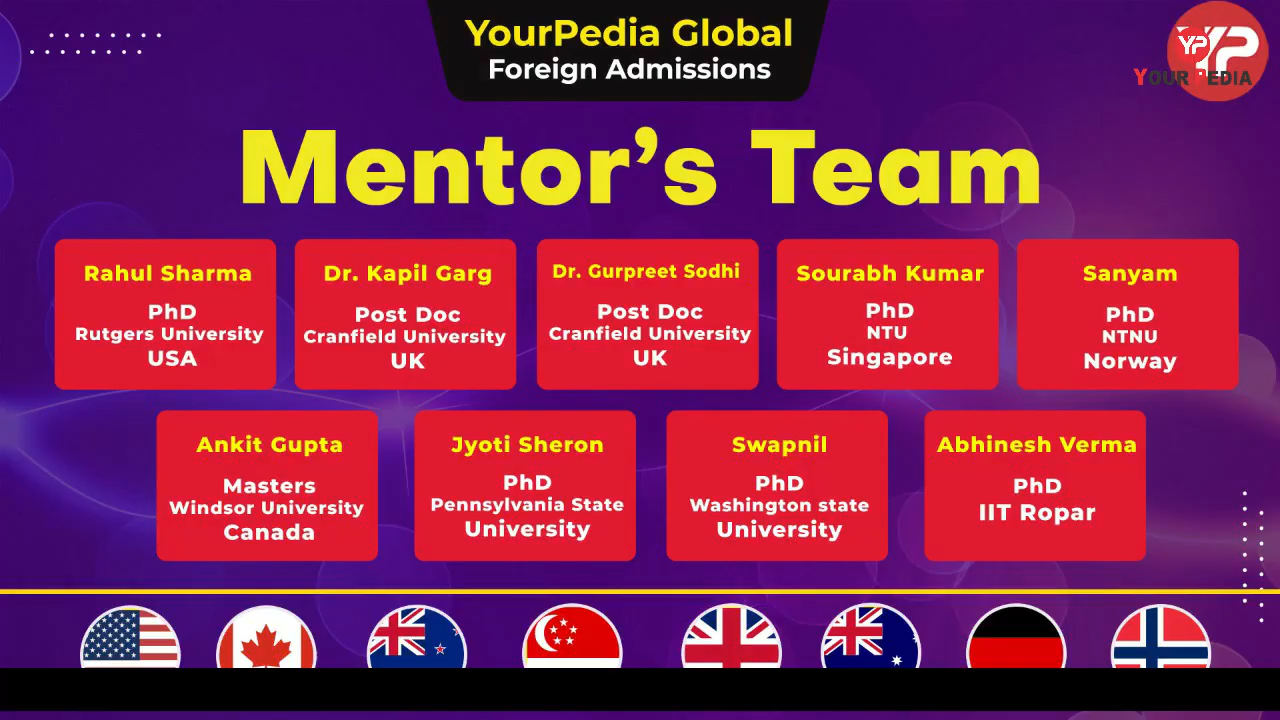 YourPedia Global
Foreign Admissions
YP
YP
YOUR PEDIA
Mentor's Team
Rahul Sharma
PhD
Rutgers University
USA
Dr. Kapil Garg
Post Doc
Cranfield University
UK
Dr. Gurpreet Sodhi
Post Doc
Cranfield University
UK
Sourabh Kumar
PhD
NTU
Singapore
Sanyam
PhD
NTNU
Norway
Ankit Gupta
Masters
Windsor University
Canada
Jyoti Sheron
PhD
Pennsylvania State
University
Swapnil
PhD
Washington state
University
Abhinesh Verma
PhD
IIT Ropar